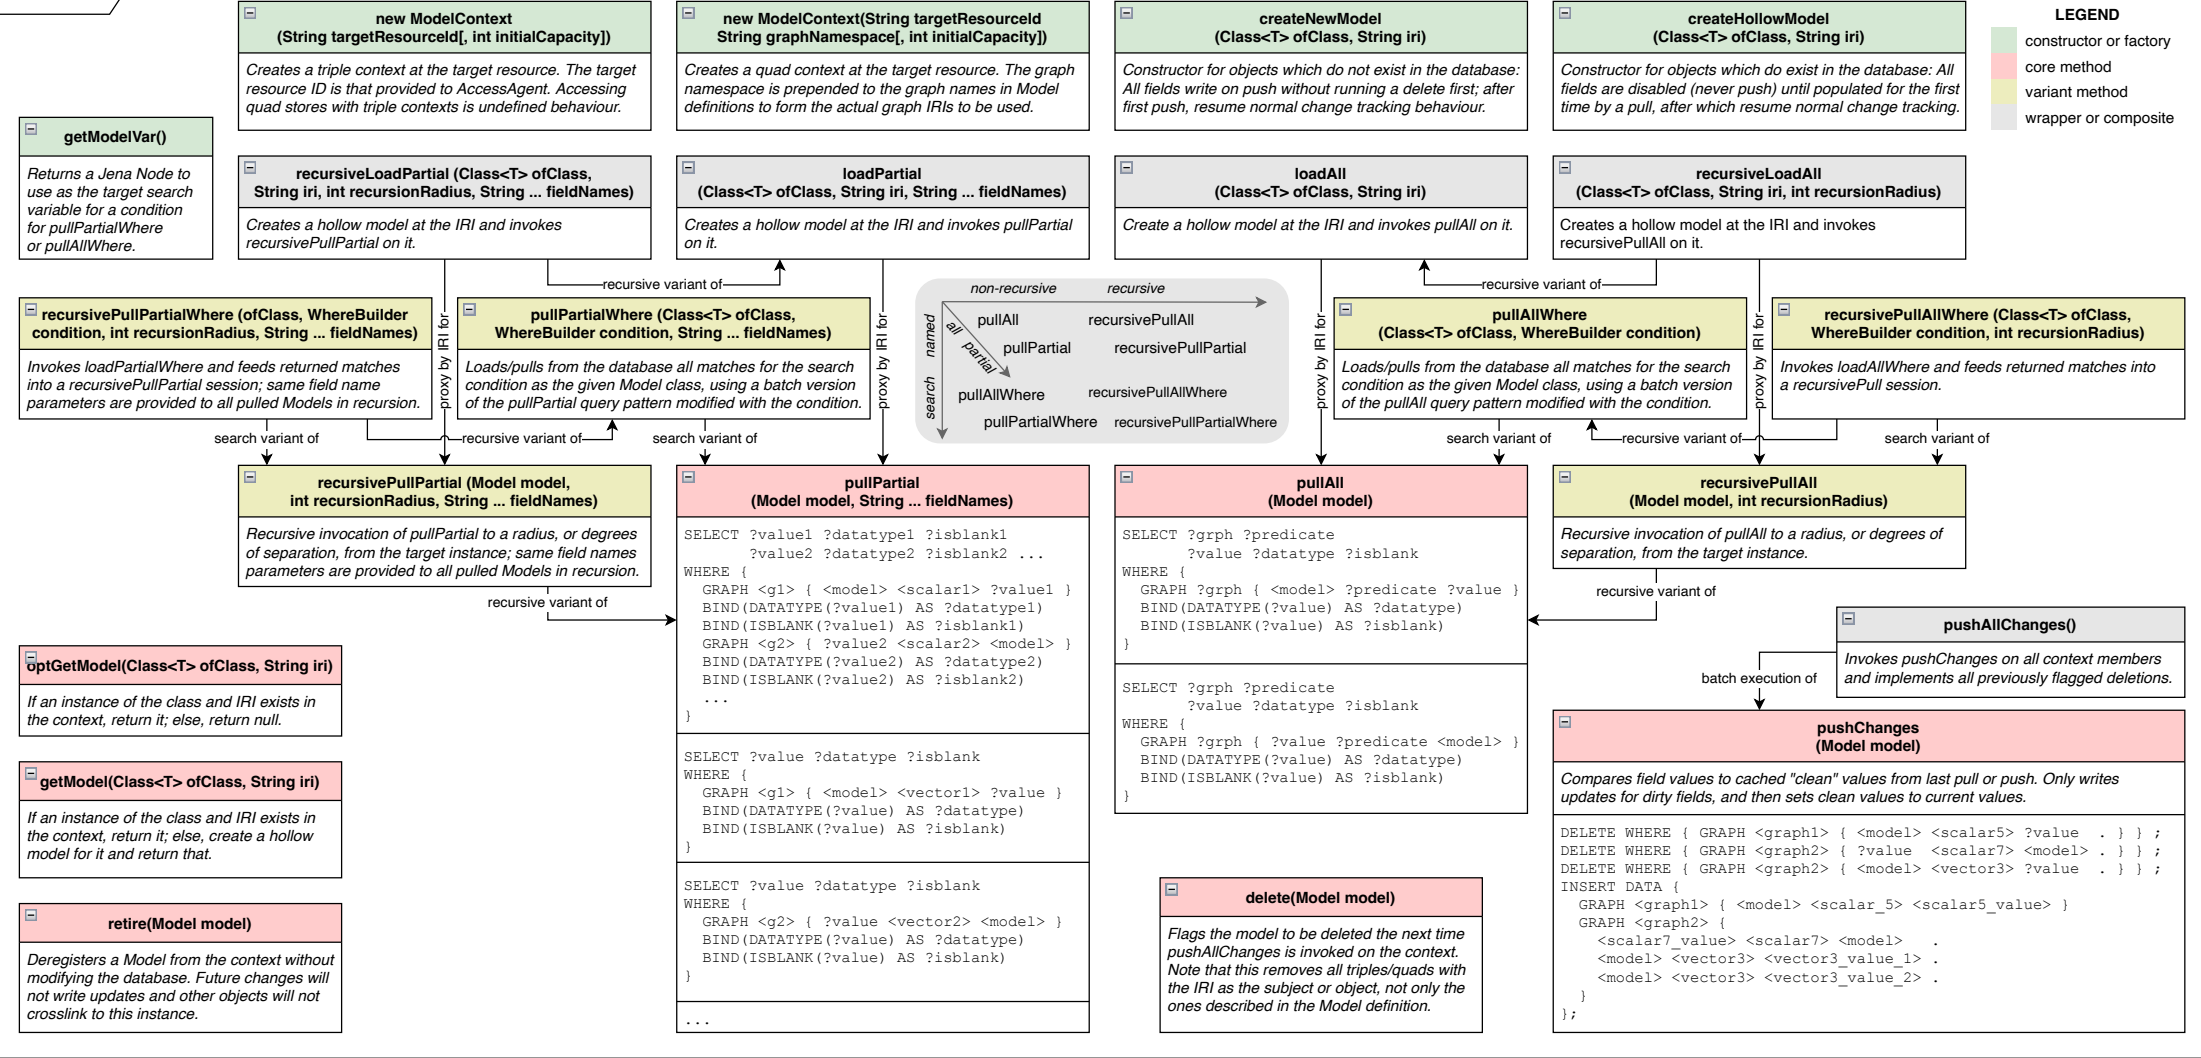 new ModelContext
(String targetResourceId[, int initialCapacity])
Creates a triple context at the target resource. The target
resource ID is that provided to AccessAgent. Accessing
quad stores with triple contexts is undefined behaviour.
new ModelContext(String targetResourceId
String graphNamespace[, int initialCapacity])
Creates a quad context at the target resource. The graph
namespace is prepended to the graph names in Model
definitions to form the actual graph IRIs to be used.
createNewModel
(Class<T> ofClass, String iri)
Constructor for objects which do not exist in the database:
All fields write on push without running a delete first; after
first push, resume normal change tracking behaviour.
createHollowModel
(Class<T> ofClass, String iri)
Constructor for objects which do exist in the database: All
fields are disabled (never push) until populated for the first
time by a pull, after which resume normal change tracking.
LEGEND
constructor or factory
core method
variant method
wrapper or composite
getModelVar()
Returns a Jena Node to
use as the target search
variable for a condition
for pullPartialWhere
or pullAllWhere.
recursiveLoadPartial (Class<T> ofClass,
String iri, int recursionRadius, String ... fieldNames)
Creates a hollow model at the IRI and invokes
recursivePullPartial on it.
loadPartial
(Class<T> ofClass, String iri, String ... fieldNames)
Creates a hollow model at the IRI and invokes pullPartial
on it.
loadAll
(Class<T> ofClass, String iri)
Create a hollow model at the IRI and invokes pullAll on it.
recursiveLoadAll
(Class<T> ofClass, String iri, int recursionRadius)
Creates a hollow model at the IRI and invokes
recursivePullAll on it.
recursive variant of
recursive variant of
proxy by IRI for
proxy by IRI for
proxy by IRI for
proxy by IRI for
recursivePullPartialWhere (ofClass, WhereBuilder
condition, int recursionRadius, String ... fieldNames)
Invokes loadPartialWhere and feeds returned matches
into a recursivePullPartial session; same field name
parameters are provided to all pulled Models in recursion.
pullPartialWhere (Class<T> ofClass,
WhereBuilder condition, String ... fieldNames)
Loads/pulls from the database all matches for the search
condition as the given Model class, using a batch version
of the pullPartial query pattern modified with the condition.
non-recursive recursive
named
search
all
partial
pullAll recursivePullAll
pullPartial recursivePullPartial
pullAllWhere recursivePullAllWhere
pullPartialWhere recursivePullPartialWhere
pullAllWhere
(Class<T> ofClass, WhereBuilder condition)
Loads/pulls from the database all matches for the search
condition as the given Model class, using a batch version
of the pullAll query pattern modified with the condition.
recursivePullAllWhere (Class<T> ofClass,
WhereBuilder condition, int recursionRadius)
Invokes loadAllWhere and feeds returned matches into
a recursivePull session.
search variant of
recursive variant of
search variant of
search variant of
recursive variant of
search variant of
recursivePullPartial (Model model,
int recursionRadius, String ... fieldNames)
Recursive invocation of pullPartial to a radius, or degrees
of separation, from the target instance; same field names
parameters are provided to all pulled Models in recursion.
recursive variant of
pullPartial
(Model model, String ... fieldNames)
SELECT ?value1 ?datatype1 ?isblank1
?value2 ?datatype2 ?isblank2 ...
WHERE {
GRAPH <g1> { <model> <scalar1> ?value1 }
BIND(DATATYPE(?value1) AS ?datatype1)
BIND(ISBLANK(?value1) AS ?isblank1)
GRAPH <g2> { ?value2 <scalar2> <model> }
BIND(DATATYPE(?value2) AS ?datatype2)
BIND(ISBLANK(?value2) AS ?isblank2)
...
}
SELECT ?value ?datatype ?isblank
WHERE {
GRAPH <g1> { <model> <vector1> ?value }
BIND(DATATYPE(?value) AS ?datatype)
BIND(ISBLANK(?value) AS ?isblank)
}
SELECT ?value ?datatype ?isblank
WHERE {
GRAPH <g2> { ?value <vector2> <model> }
BIND(DATATYPE(?value) AS ?datatype)
BIND(ISBLANK(?value) AS ?isblank)
}
...
pullAll
(Model model)
SELECT ?grph ?predicate
?value ?datatype ?isblank
WHERE {
GRAPH ?grph { <model> ?predicate ?value }
BIND(DATATYPE(?value) AS ?datatype)
BIND(ISBLANK(?value) AS ?isblank)
}
SELECT ?grph ?predicate
?value ?datatype ?isblank
WHERE {
GRAPH ?grph { ?value ?predicate <model> }
BIND(DATATYPE(?value) AS ?datatype)
BIND(ISBLANK(?value) AS ?isblank)
}
recursivePullAll
(Model model, int recursionRadius)
Recursive invocation of pullAll to a radius, or degrees of
separation, from the target instance.
recursive variant of
pushAllChanges()
Invokes pushChanges on all context members
and implements all previously flagged deletions.
batch execution of
optGetModel(Class<T> ofClass, String iri)
If an instance of the class and IRI exists in
the context, return it; else, return null.
getModel(Class<T> ofClass, String iri)
If an instance of the class and IRI exists in
the context, return it; else, create a hollow
model for it and return that.
retire(Model model)
Deregisters a Model from the context without
modifying the database. Future changes will
not write updates and other objects will not
crosslink to this instance.
delete(Model model)
Flags the model to be deleted the next time
pushAllChanges is invoked on the context.
Note that this removes all triples/quads with
the IRI as the subject or object, not only the
ones described in the Model definition.
pushChanges
(Model model)
Compares field values to cached "clean" values from last pull or push. Only writes
updates for dirty fields, and then sets clean values to current values.
DELETE WHERE { GRAPH <graph1> { <model> <scalar5> ?value . } } ;
DELETE WHERE { GRAPH <graph2> { ?value <scalar7> <model> . } } ;
DELETE WHERE { GRAPH <graph2> { <model> <vector3> ?value . } } ;
INSERT DATA {
GRAPH <graph1> { <model> <scalar_5> <scalar5_value> }
GRAPH <graph2> {
<scalar7_value> <scalar7> <model> .
<model> <vector3> <vector3_value_1> .
<model> <vector3> <vector3_value_2> .
}
};